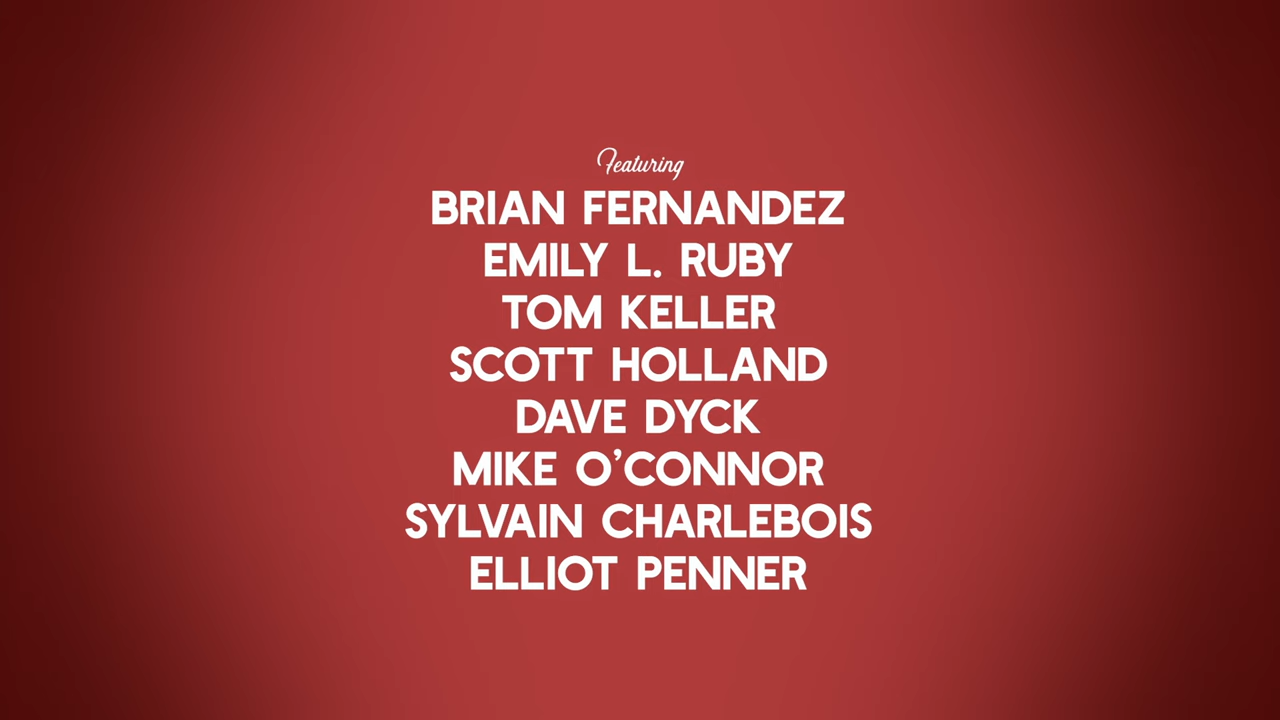 Featuring
BRIAN FERNANDEZ
EMILY L. RUBY
TOM KELLER
SCOTT HOLLAND
DAVE DYCK
MIKE O’CONNOR
SYLVAIN CHARLEBOIS
ELLIOT PENNER